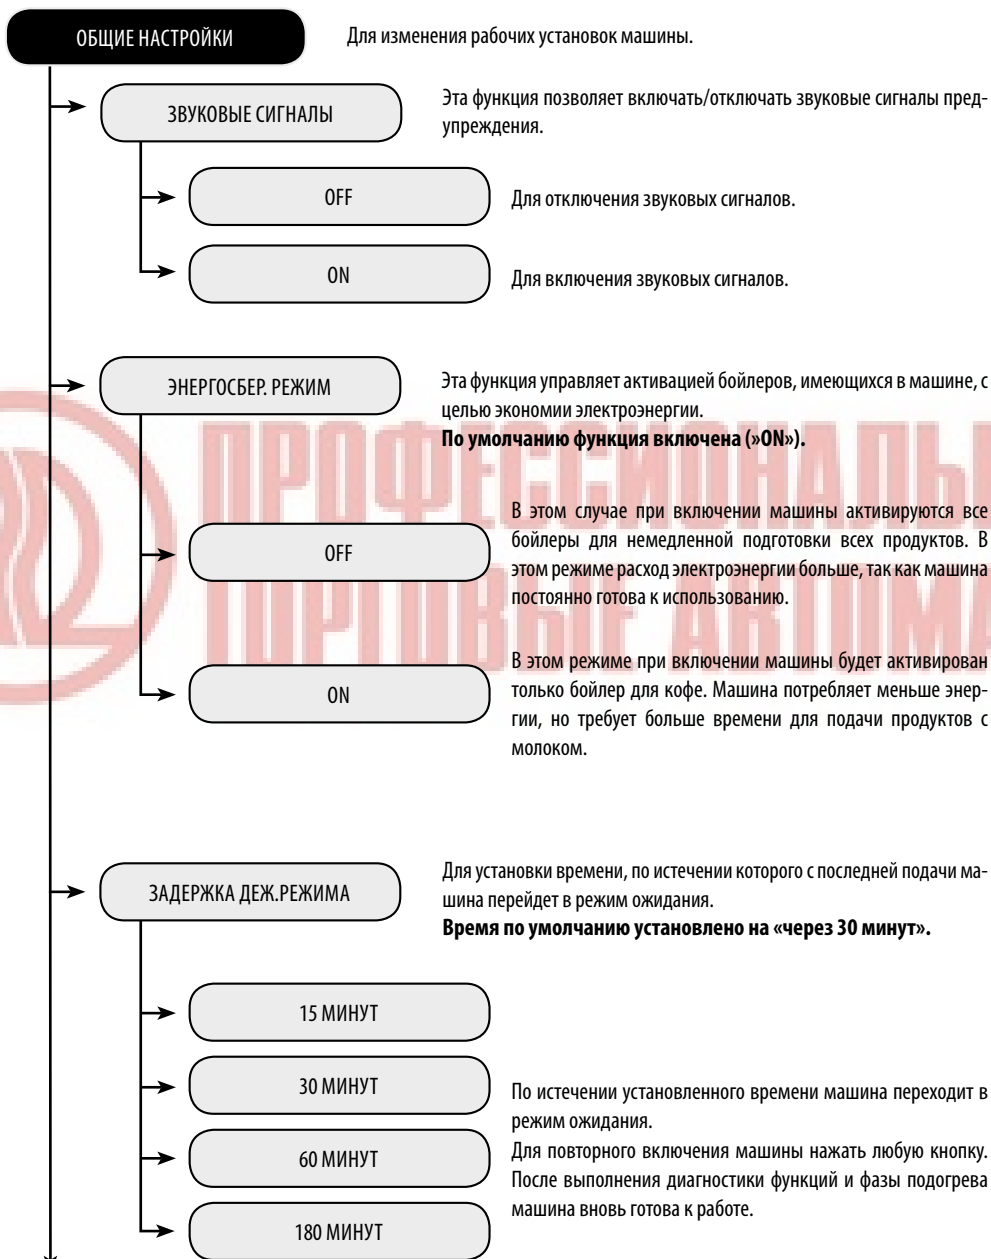 ОБЩИЕ НАСТРОЙКИ
Для изменения рабочих установок машины.
ЗВУКОВЫЕ СИГНАЛЫ
Эта функция позволяет включать/отключать звуковые сигналы пред-
упреждения.
OFF
Для отключения звуковых сигналов.
ON
Для включения звуковых сигналов.
ЭНЕРГОСБЕР. РЕЖИМ
Эта функция управляет активацией бойлеров, имеющихся в машине, с
целью экономии электроэнергии.
По умолчанию функция включена (»ON»).
OFF
В этом случае при включении машины активируются все
бойлеры для немедленной подготовки всех продуктов. В
этом режиме расход электроэнергии больше, так как машина
постоянно готова к использованию.
ON
В этом режиме при включении машины будет активирован
только бойлер для кофе. Машина потребляет меньше энер-
гии, но требует больше времени для подачи продуктов с
молоком.
ЗАДЕРЖКА ДЕЖ.РЕЖИМА
Для установки времени, по истечении которого с последней подачи ма-
шина перейдет в режим ожидания.
Время по умолчанию установлено на «через 30 минут».
15 МИНУТ
30 МИНУТ
60 МИНУТ
180 МИНУТ
По истечении установленного времени машина переходит в
режим ожидания.
Для повторного включения машины нажать любую кнопку.
После выполнения диагностики функций и фазы подогрева
машина вновь готова к работе.
ПРОФЕССИОНАЛЬ
ТОРГОВЫЕ АВТОМА